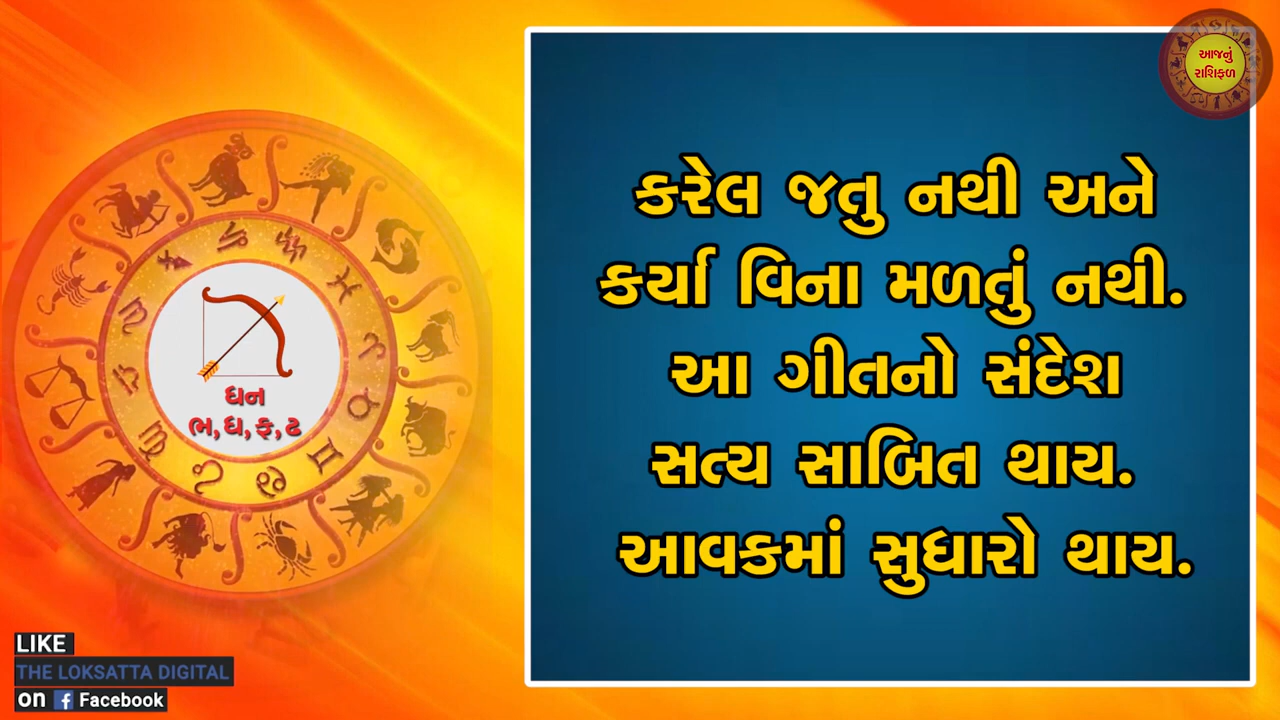 આજનું
રાશિફળ
ધન
ભ, ધ, ફ, ઢ
કરેલ જતુ નથી અને
કર્યા વિના મળતું નથી.
આ ગીતનો સંદેશ
સત્ય સાબિત થાય.
આવકમાં સુધારો થાય.
LIKE
THE LOKSATTA DIGITAL
on f Facebook